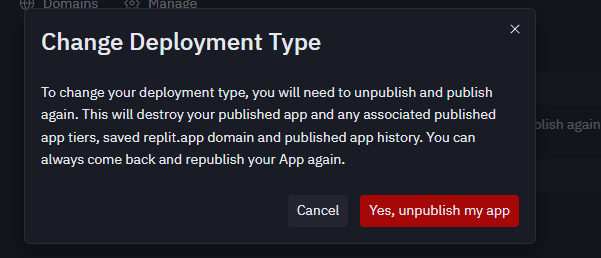 Domains Manage
Change Deployment Type
To change your deployment type, you will need to unpublish and publish
again. This will destroy your published app and any associated published
app tiers, saved replit.app domain and published app history. You can
always come back and republish your App again.
blish again
Cancel Yes, unpublish my app